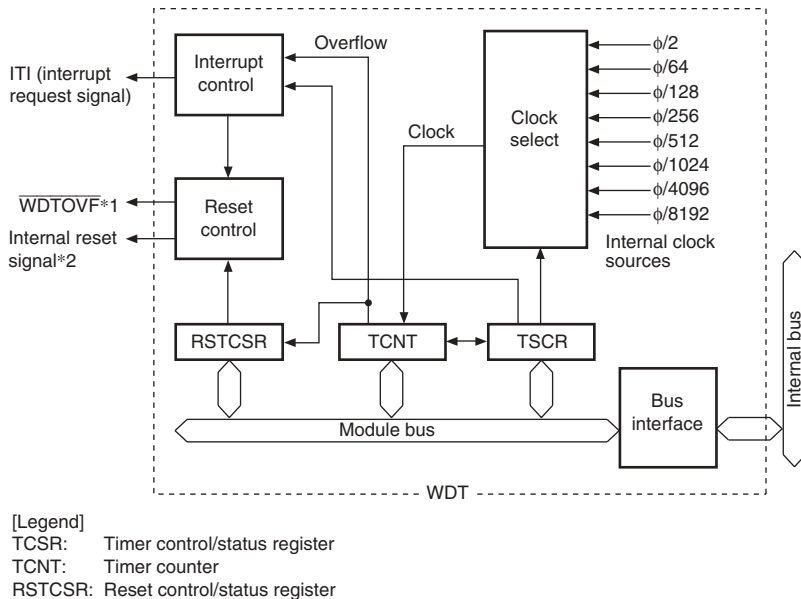 Overflow
Interrupt
control
ITI (interrupt
request signal)
Clock
Clock
select
ϕ/2
ϕ/64
ϕ/128
ϕ/256
ϕ/512
ϕ/1024
ϕ/4096
ϕ/8192
Internal clock
sources
WDTOVF*1
Internal reset
signal*2
Reset
control
RSTCSR
TCNT
TSCR
Module bus
Bus
interface
Internal bus
WDT
[Legend]
TCSR: Timer control/status register
TCNT: Timer counter
RSTCSR: Reset control/status register